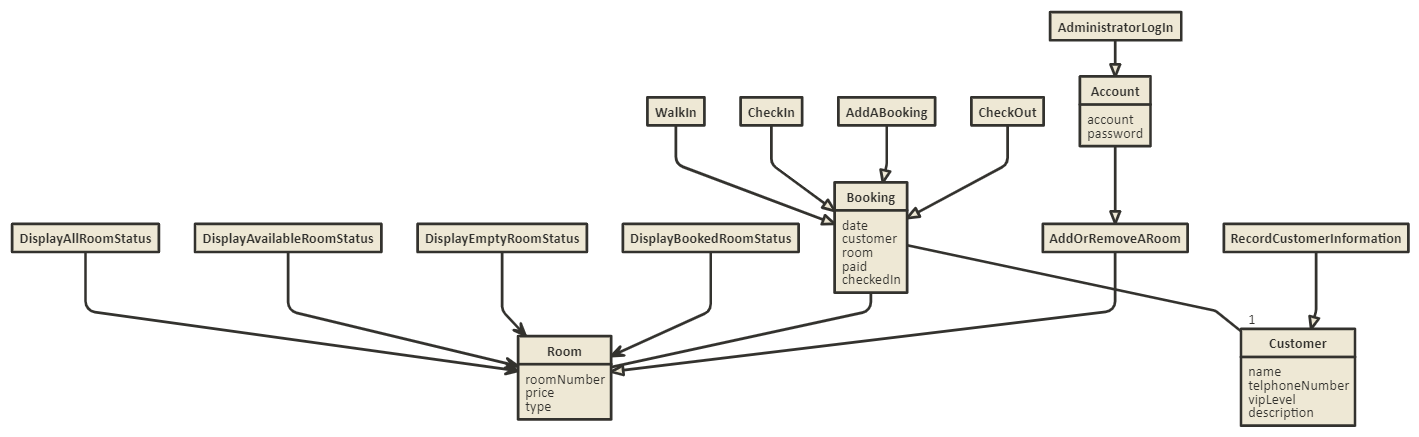 AdministratorLogIn
Account
account
password
WalkIn
CheckIn
AddABooking
CheckOut
Booking
date
customer
room
paid
checkedIn
DisplayAllRoomStatus
DisplayAvailableRoomStatus
DisplayEmptyRoomStatus
DisplayBookedRoomStatus
AddOrRemoveARoom
RecordCustomerInformation
Room
roomNumber
price
type
1
Customer
name
telphoneNumber
vipLevel
description